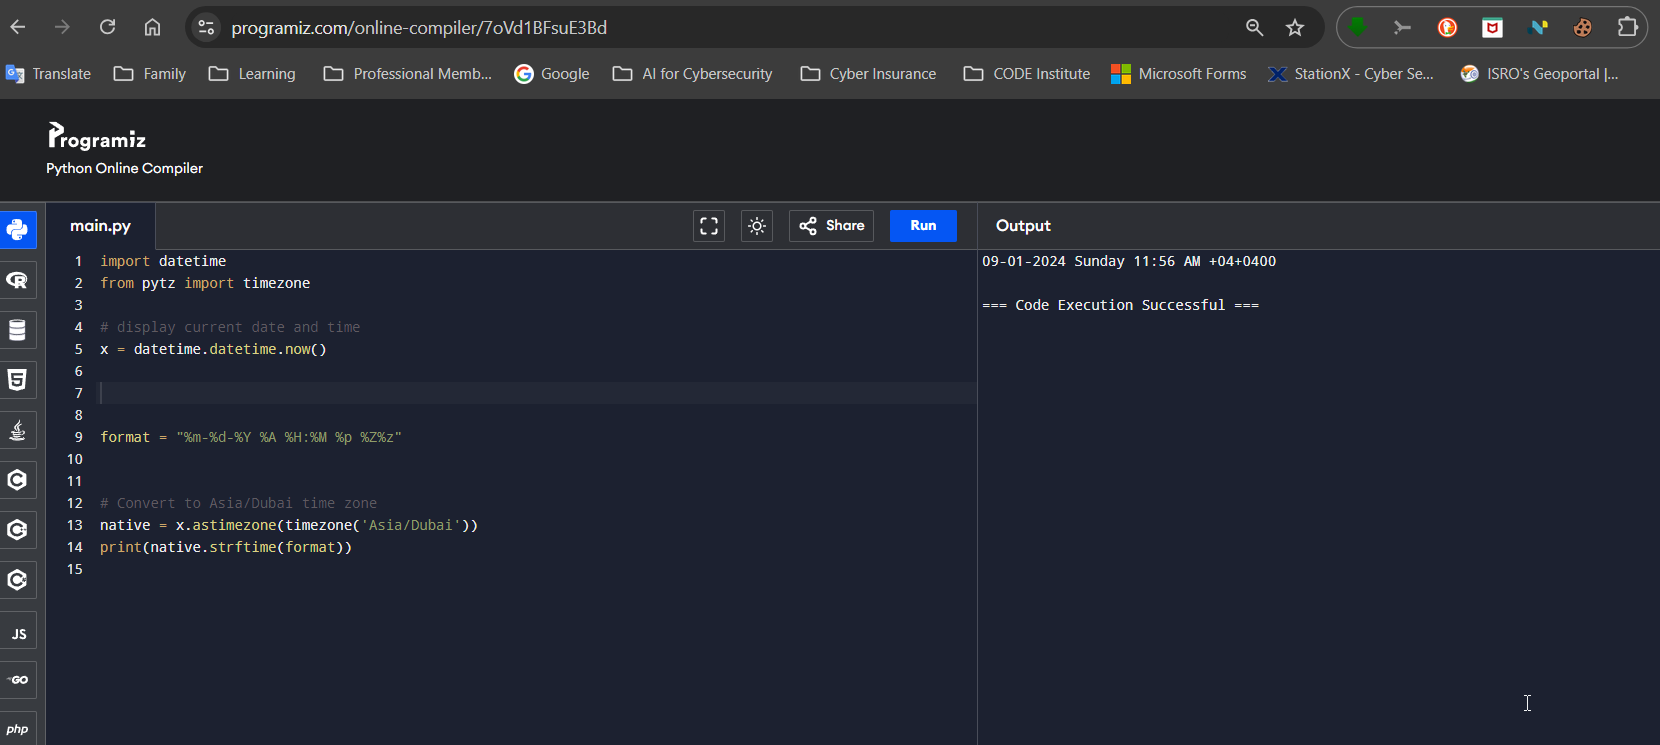 programiz.com/online-compiler/7oVd1BFsuE3Bd
Translate Family Learning Professional Memb... Google AI for Cybersecurity Cyber Insurance CODE Institute Microsoft Forms StationX - Cyber Se... ISRO's Geoportal |...
Programiz
Python Online Compiler
main.py Share Run Output
1 import datetime
2 from pytz import timezone
3
4 # display current date and time
5 x = datetime.datetime.now()
6
7
8
9 format = "%m-%d-%Y %A %H:%M %p %Z%z"
10
11
12 # Convert to Asia/Dubai time zone
13 native = x.astimezone(timezone('Asia/Dubai'))
14 print(native.strftime(format))
15
09-01-2024 Sunday 11:56 AM +04+0400
=== Code Execution Successful ===
R
5
C
C
C
JS
GO
php